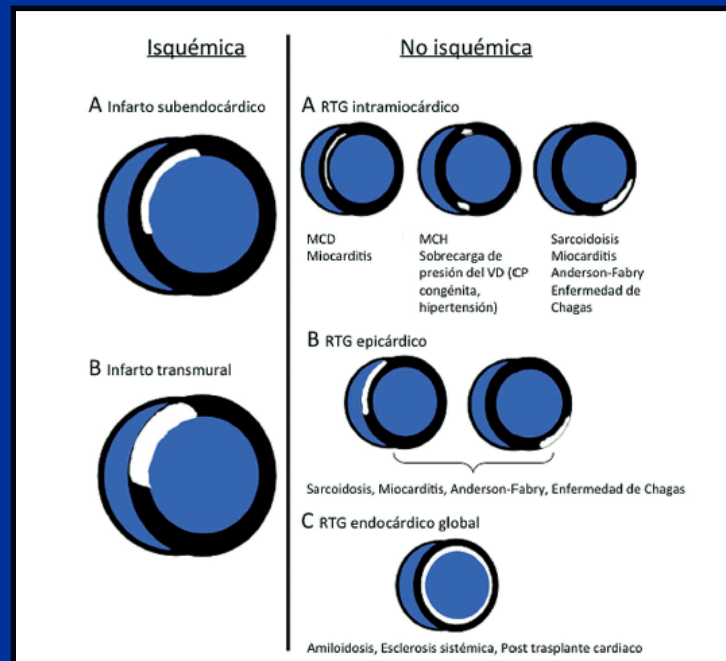 Isquémica
A Infarto subendocárdico
B Infarto transmural
No isquémica
A RTG intramiocárdico
MCD
Miocarditis
MCH
Sobrecarga de
presión del VD (CP
congénita,
hipertensión)
Sarcoidoisis
Miocarditis
Anderson-Fabry
Enfermedad de
Chagas
B RTG epicárdico
Sarcoidosis, Miocarditis, Anderson-Fabry, Enfermedad de Chagas
C RTG endocárdico global
Amiloidosis, Esclerosis sistémica, Post trasplante cardiaco